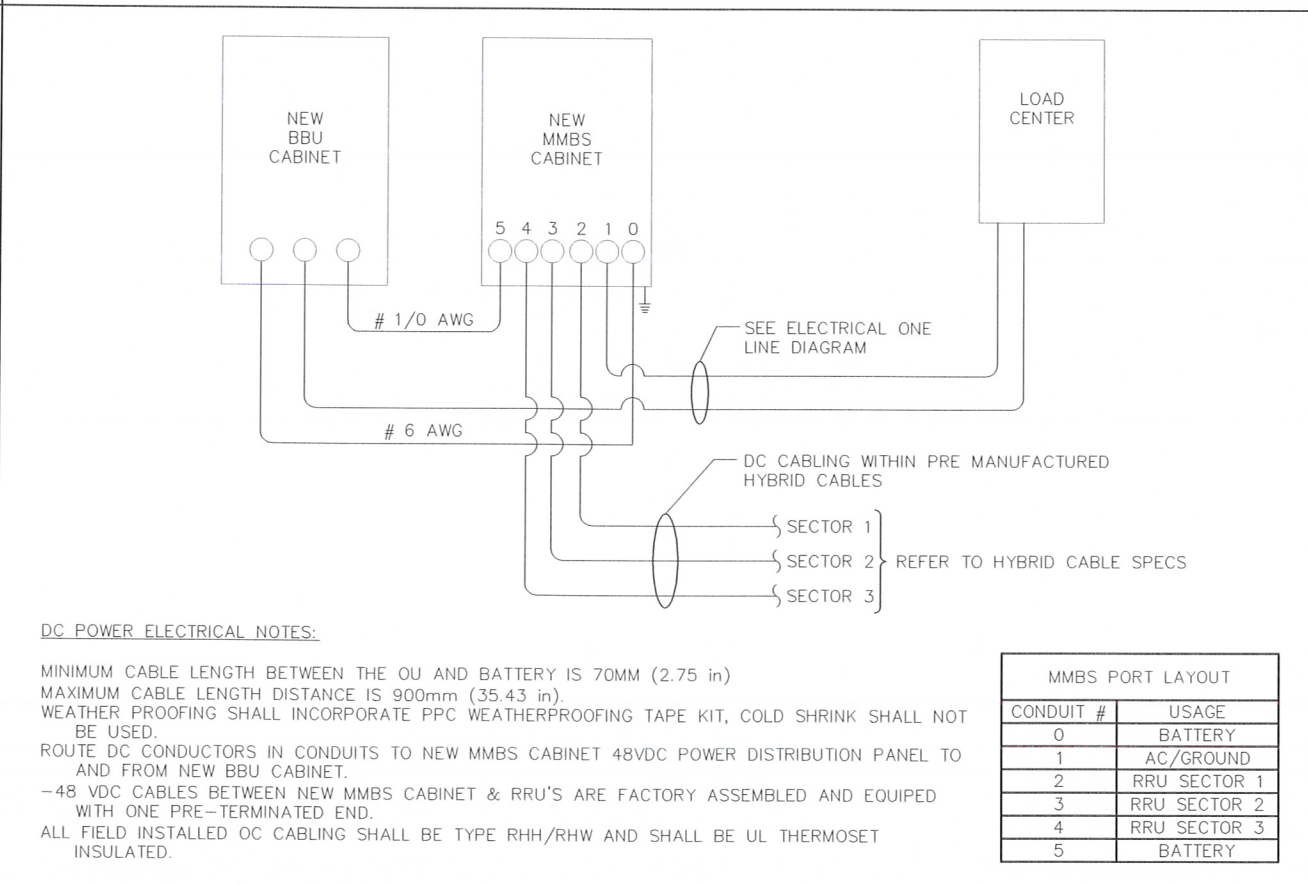 NEW
BBU
CABINET
NEW
MMBS
CABINET
LOAD
CENTER
5 4 3 2 1 0
# 1/0 AWG
SEE ELECTRICAL ONE
LINE DIAGRAM
# 6 AWG
DC CABLING WITHIN PRE MANUFACTURED
HYBRID CABLES
SECTOR 1
SECTOR 2
SECTOR 3
REFER TO HYBRID CABLE SPECS
DC POWER ELECTRICAL NOTES:
MINIMUM CABLE LENGTH BETWEEN THE OU AND BATTERY IS 70MM (2.75 in)
MAXIMUM CABLE LENGTH DISTANCE IS 900mm (35.43 in).
WEATHER PROOFING SHALL INCORPORATE PPC WEATHERPROOFING TAPE KIT, COLD SHRINK SHALL NOT
BE USED.
ROUTE DC CONDUCTORS IN CONDUITS TO NEW MMBS CABINET 48VDC POWER DISTRIBUTION PANEL TO
AND FROM NEW BBU CABINET.
-48 VDC CABLES BETWEEN NEW MMBS CABINET & RRU'S ARE FACTORY ASSEMBLED AND EQUIPED
WITH ONE PRE-TERMINATED END.
ALL FIELD INSTALLED OC CABLING SHALL BE TYPE RHH/RHW AND SHALL BE UL THERMOSET
INSULATED.
MMBS PORT LAYOUT
CONDUIT # USAGE
0 BATTERY
1 AC/GROUND
2 RRU SECTOR 1
3 RRU SECTOR 2
4 RRU SECTOR 3
5 BATTERY